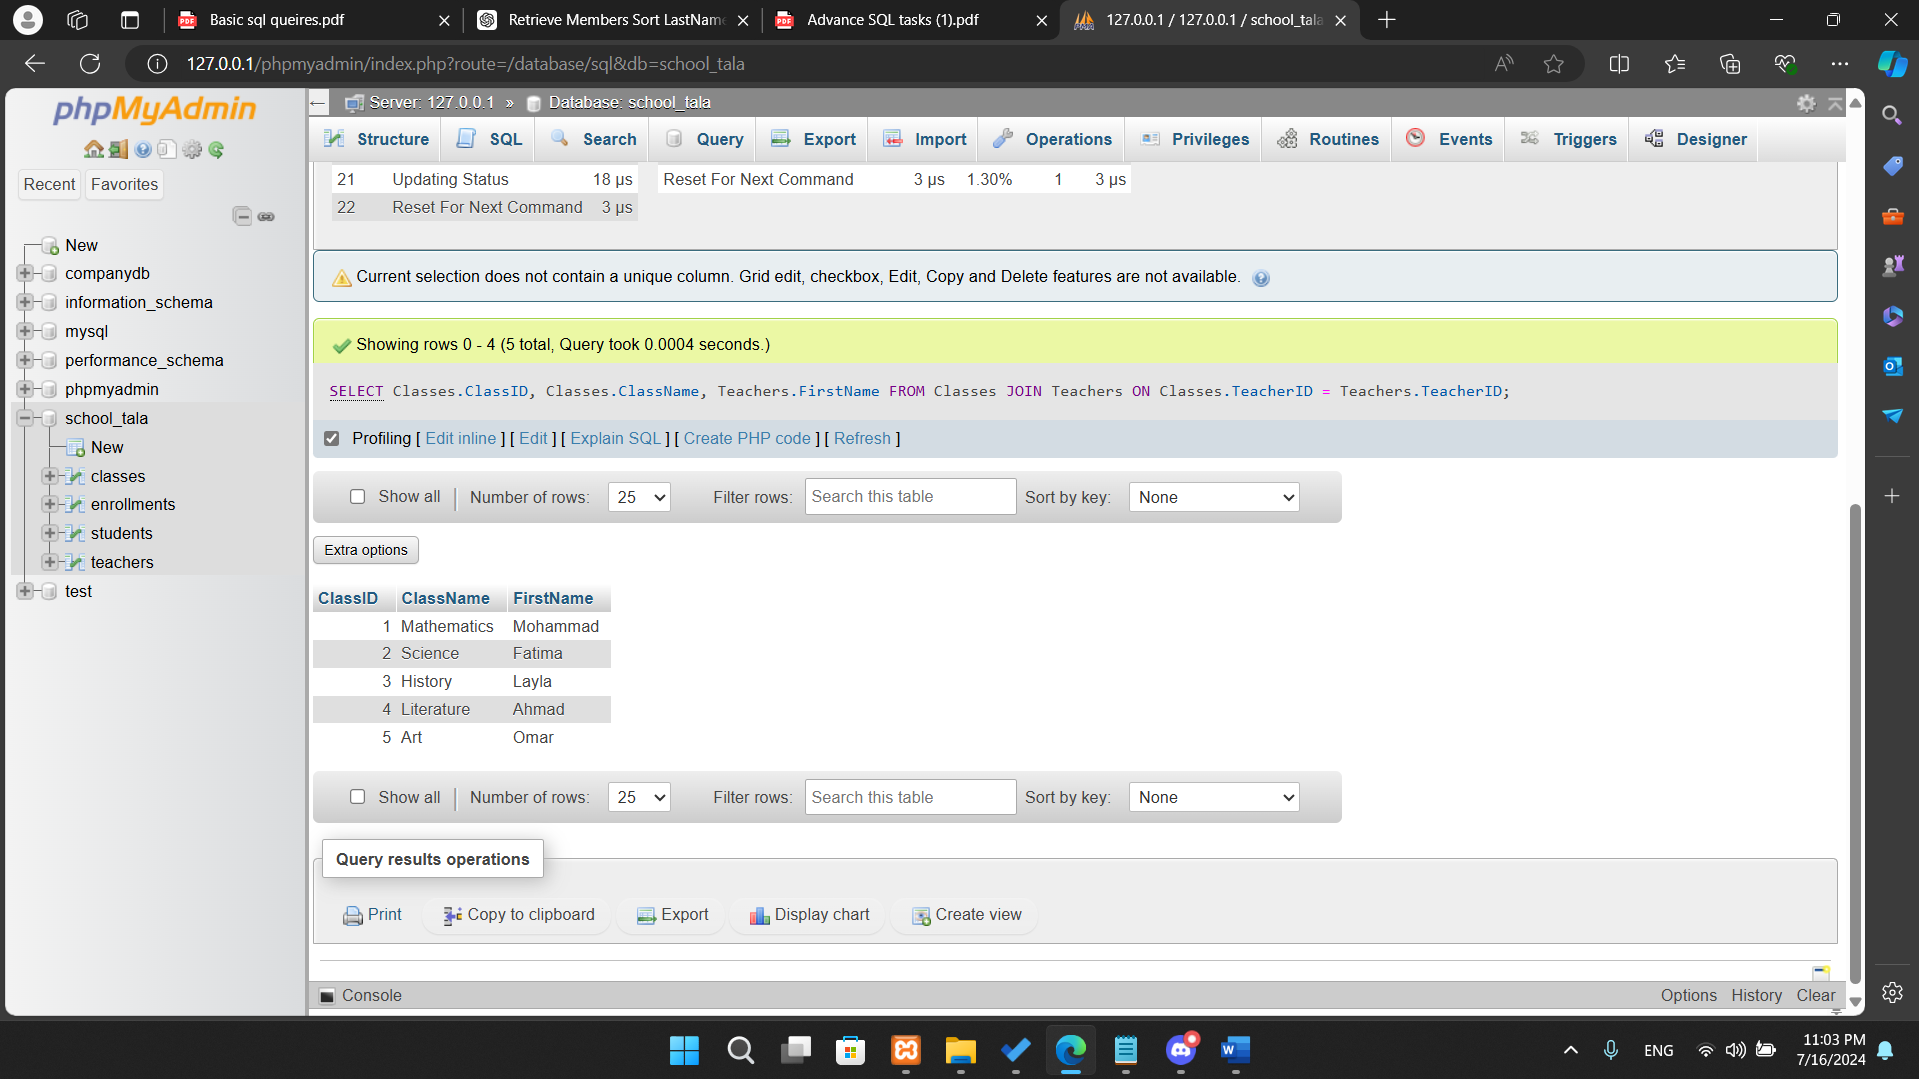 Basic sql queires.pdf
Retrieve Members Sort LastName
Advance SQL tasks (1).pdf
127.0.0.1 / 127.0.0.1 / school_tala
127.0.0.1/phpmyadmin/index.php?route=/database/sql&db=school_tala
phpMyAdmin
Recent
Favorites
New
companydb
information_schema
mysql
performance_schema
phpmyadmin
school_tala
New
classes
enrollments
students
teachers
test
Server: 127.0.0.1 » Database: school_tala
Structure SQL Search Query Export Import Operations Privileges Routines Events Triggers Designer
21 Updating Status 18 µs Reset For Next Command 3 µs 1.30% 1 3 µs
22 Reset For Next Command 3 µs
Current selection does not contain a unique column. Grid edit, checkbox, Edit, Copy and Delete features are not available.
Showing rows 0 - 4 (5 total, Query took 0.0004 seconds.)
SELECT Classes.ClassID, Classes.ClassName, Teachers.FirstName FROM Classes JOIN Teachers ON Classes.TeacherID = Teachers.TeacherID;
Profiling [ Edit inline ] [ Edit ] [ Explain SQL ] [ Create PHP code ] [ Refresh ]
Show all | Number of rows: 25 Filter rows: Search this table Sort by key: None
Extra options
ClassID ClassName FirstName
1 Mathematics Mohammad
2 Science Fatima
3 History Layla
4 Literature Ahmad
5 Art Omar
Show all | Number of rows: 25 Filter rows: Search this table Sort by key: None
Query results operations
Print Copy to clipboard Export Display chart Create view
Console
Options History Clear
ENG
11:03 PM
7/16/2024